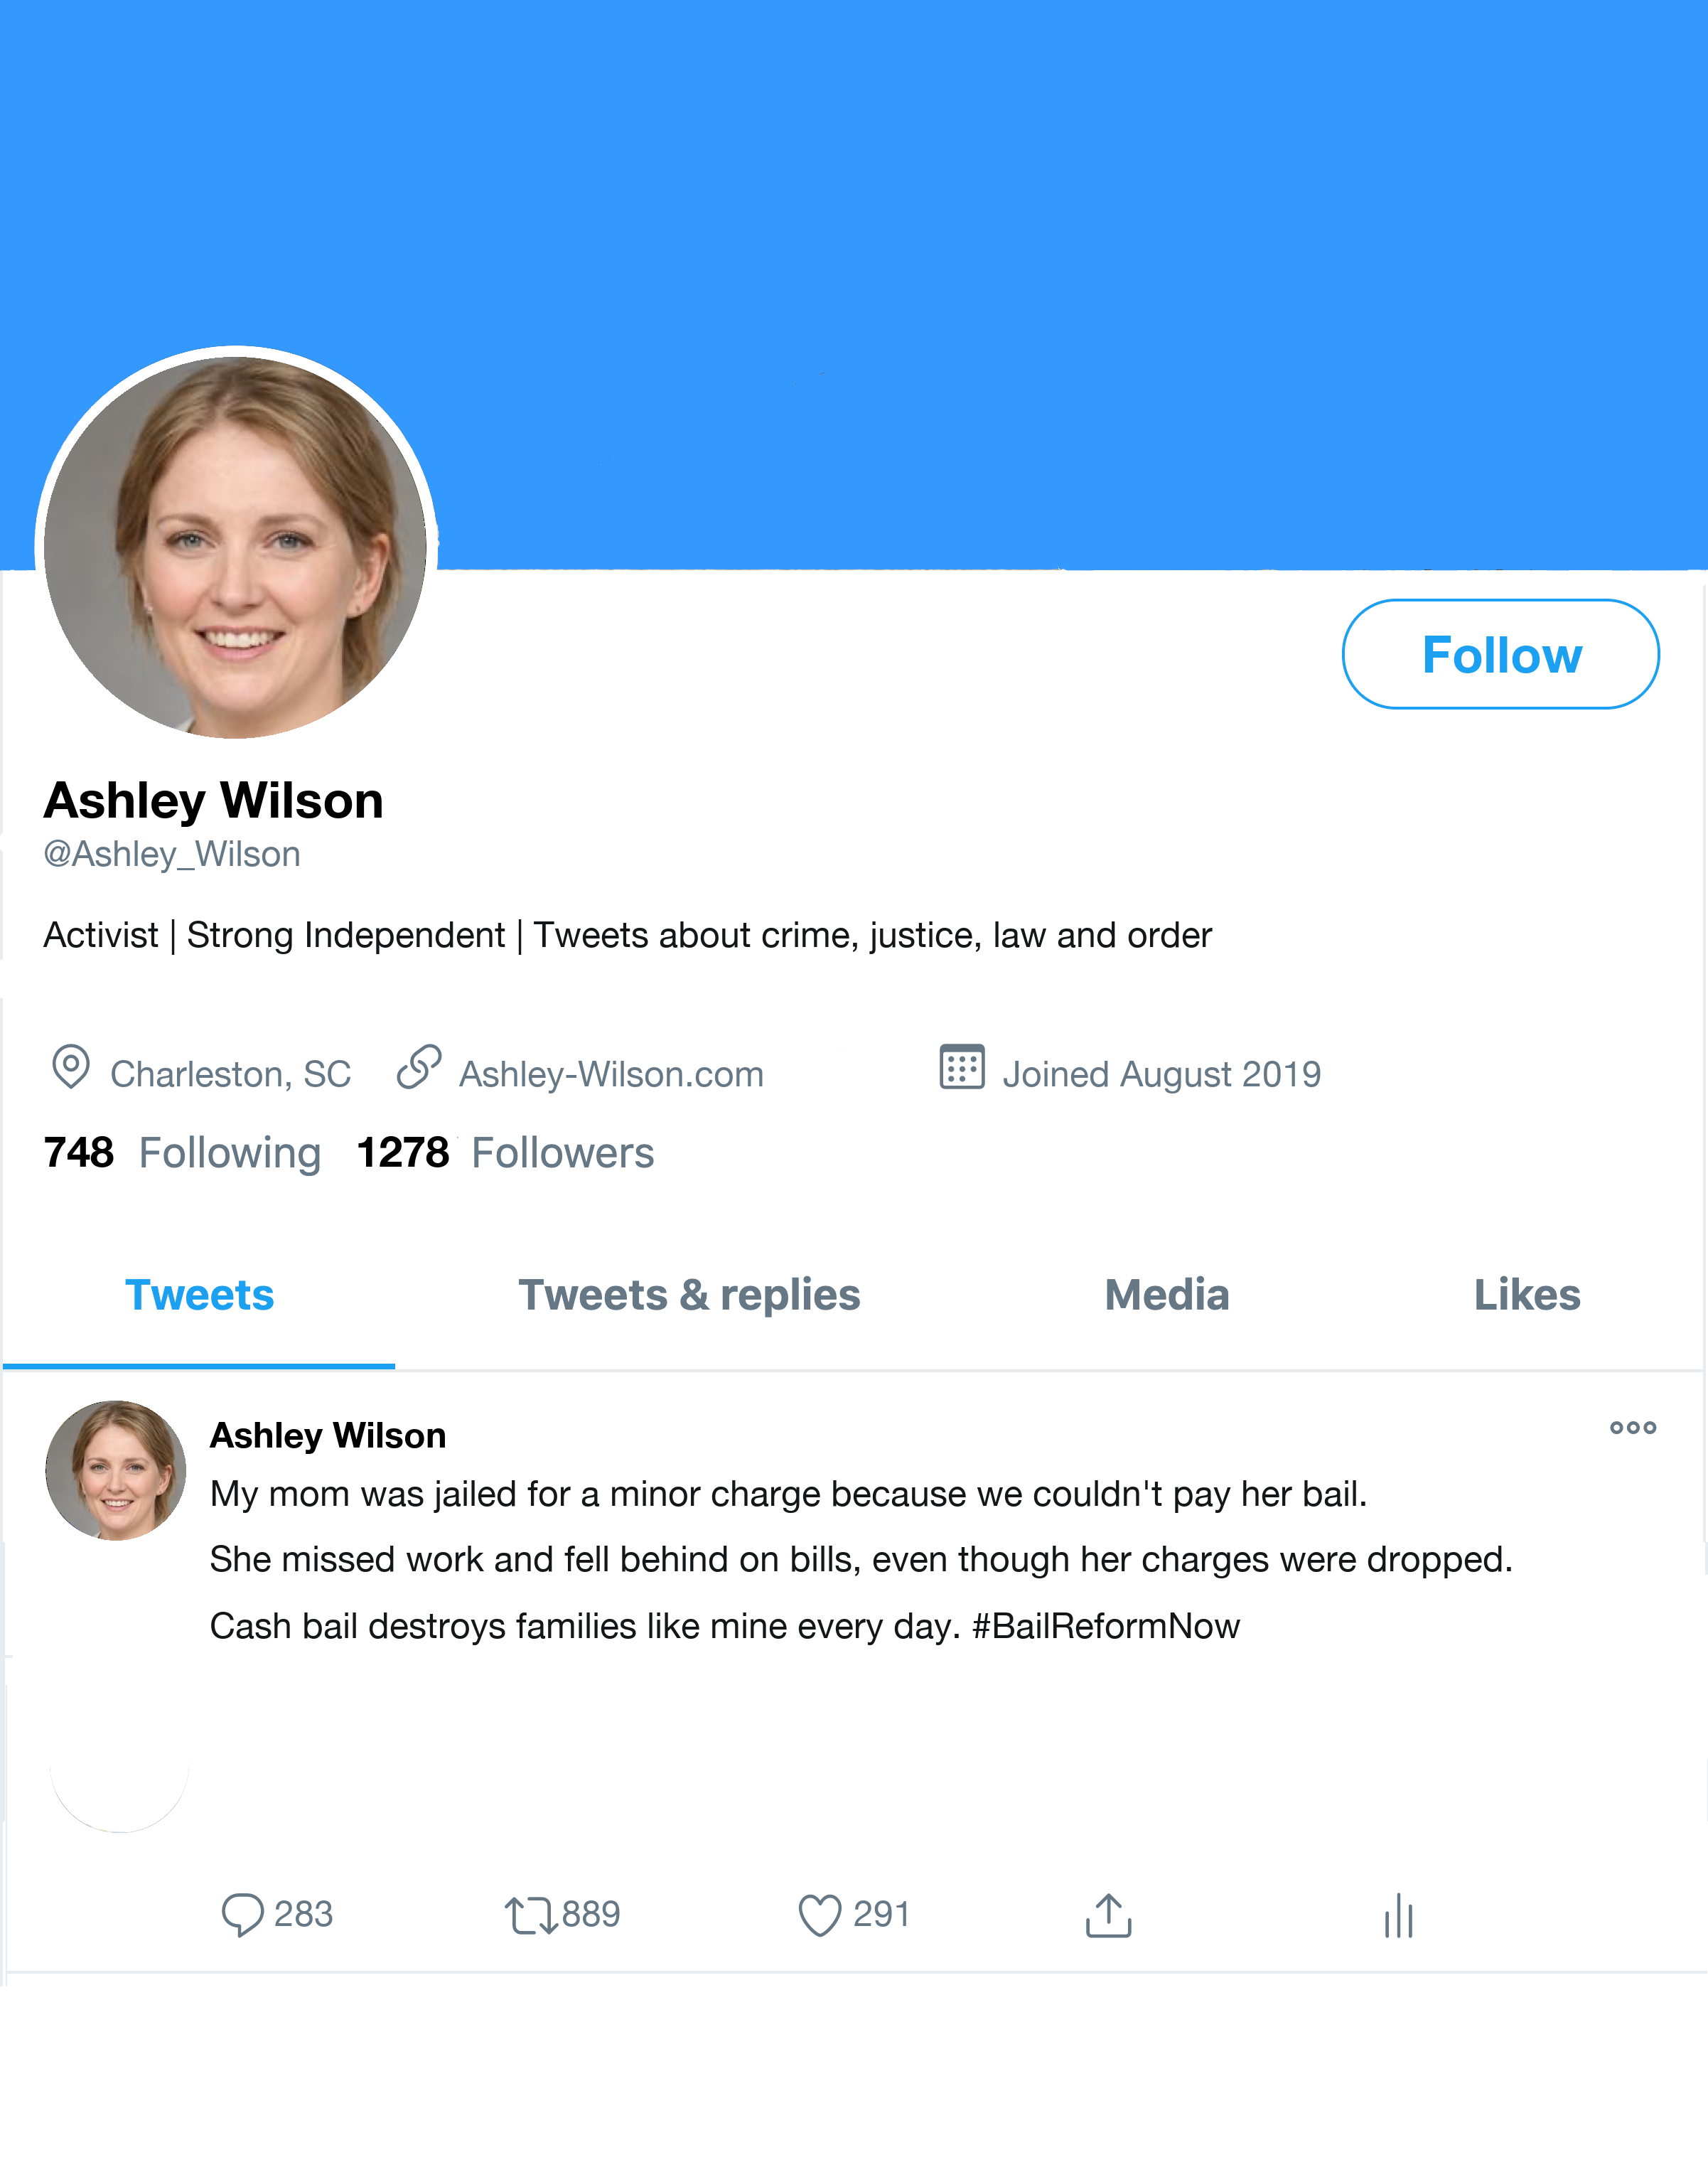 Follow
Ashley Wilson
@Ashley_Wilson
Activist | Strong Independent | Tweets about crime, justice, law and order
Charleston, SC Ashley-Wilson.com Joined August 2019
748 Following 1278 Followers
Tweets Tweets & replies Media Likes
Ashley Wilson
My mom was jailed for a minor charge because we couldn't pay her bail.
She missed work and fell behind on bills, even though her charges were dropped.
Cash bail destroys families like mine every day. #BailReformNow
283 889 291